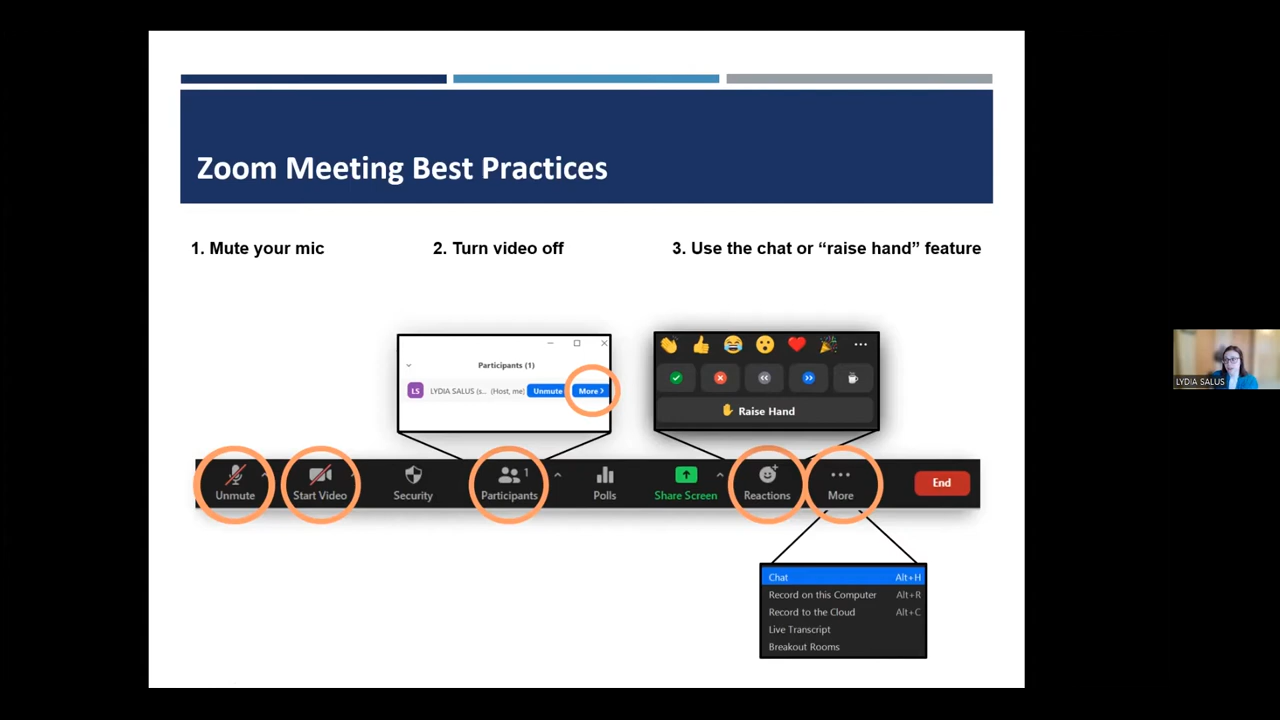 Zoom Meeting Best Practices
1. Mute your mic
2. Turn video off
3. Use the chat or “raise hand” feature
Participants (1)
LS LYDIA SALUS (s... (Host, me) Unmute More >
Raise Hand
1
Unmute Start Video Security Participants Polls Share Screen Reactions More End
Chat Alt+H
Record on this Computer Alt+R
Record to the Cloud Alt+C
Live Transcript
Breakout Rooms
LYDIA SALUS